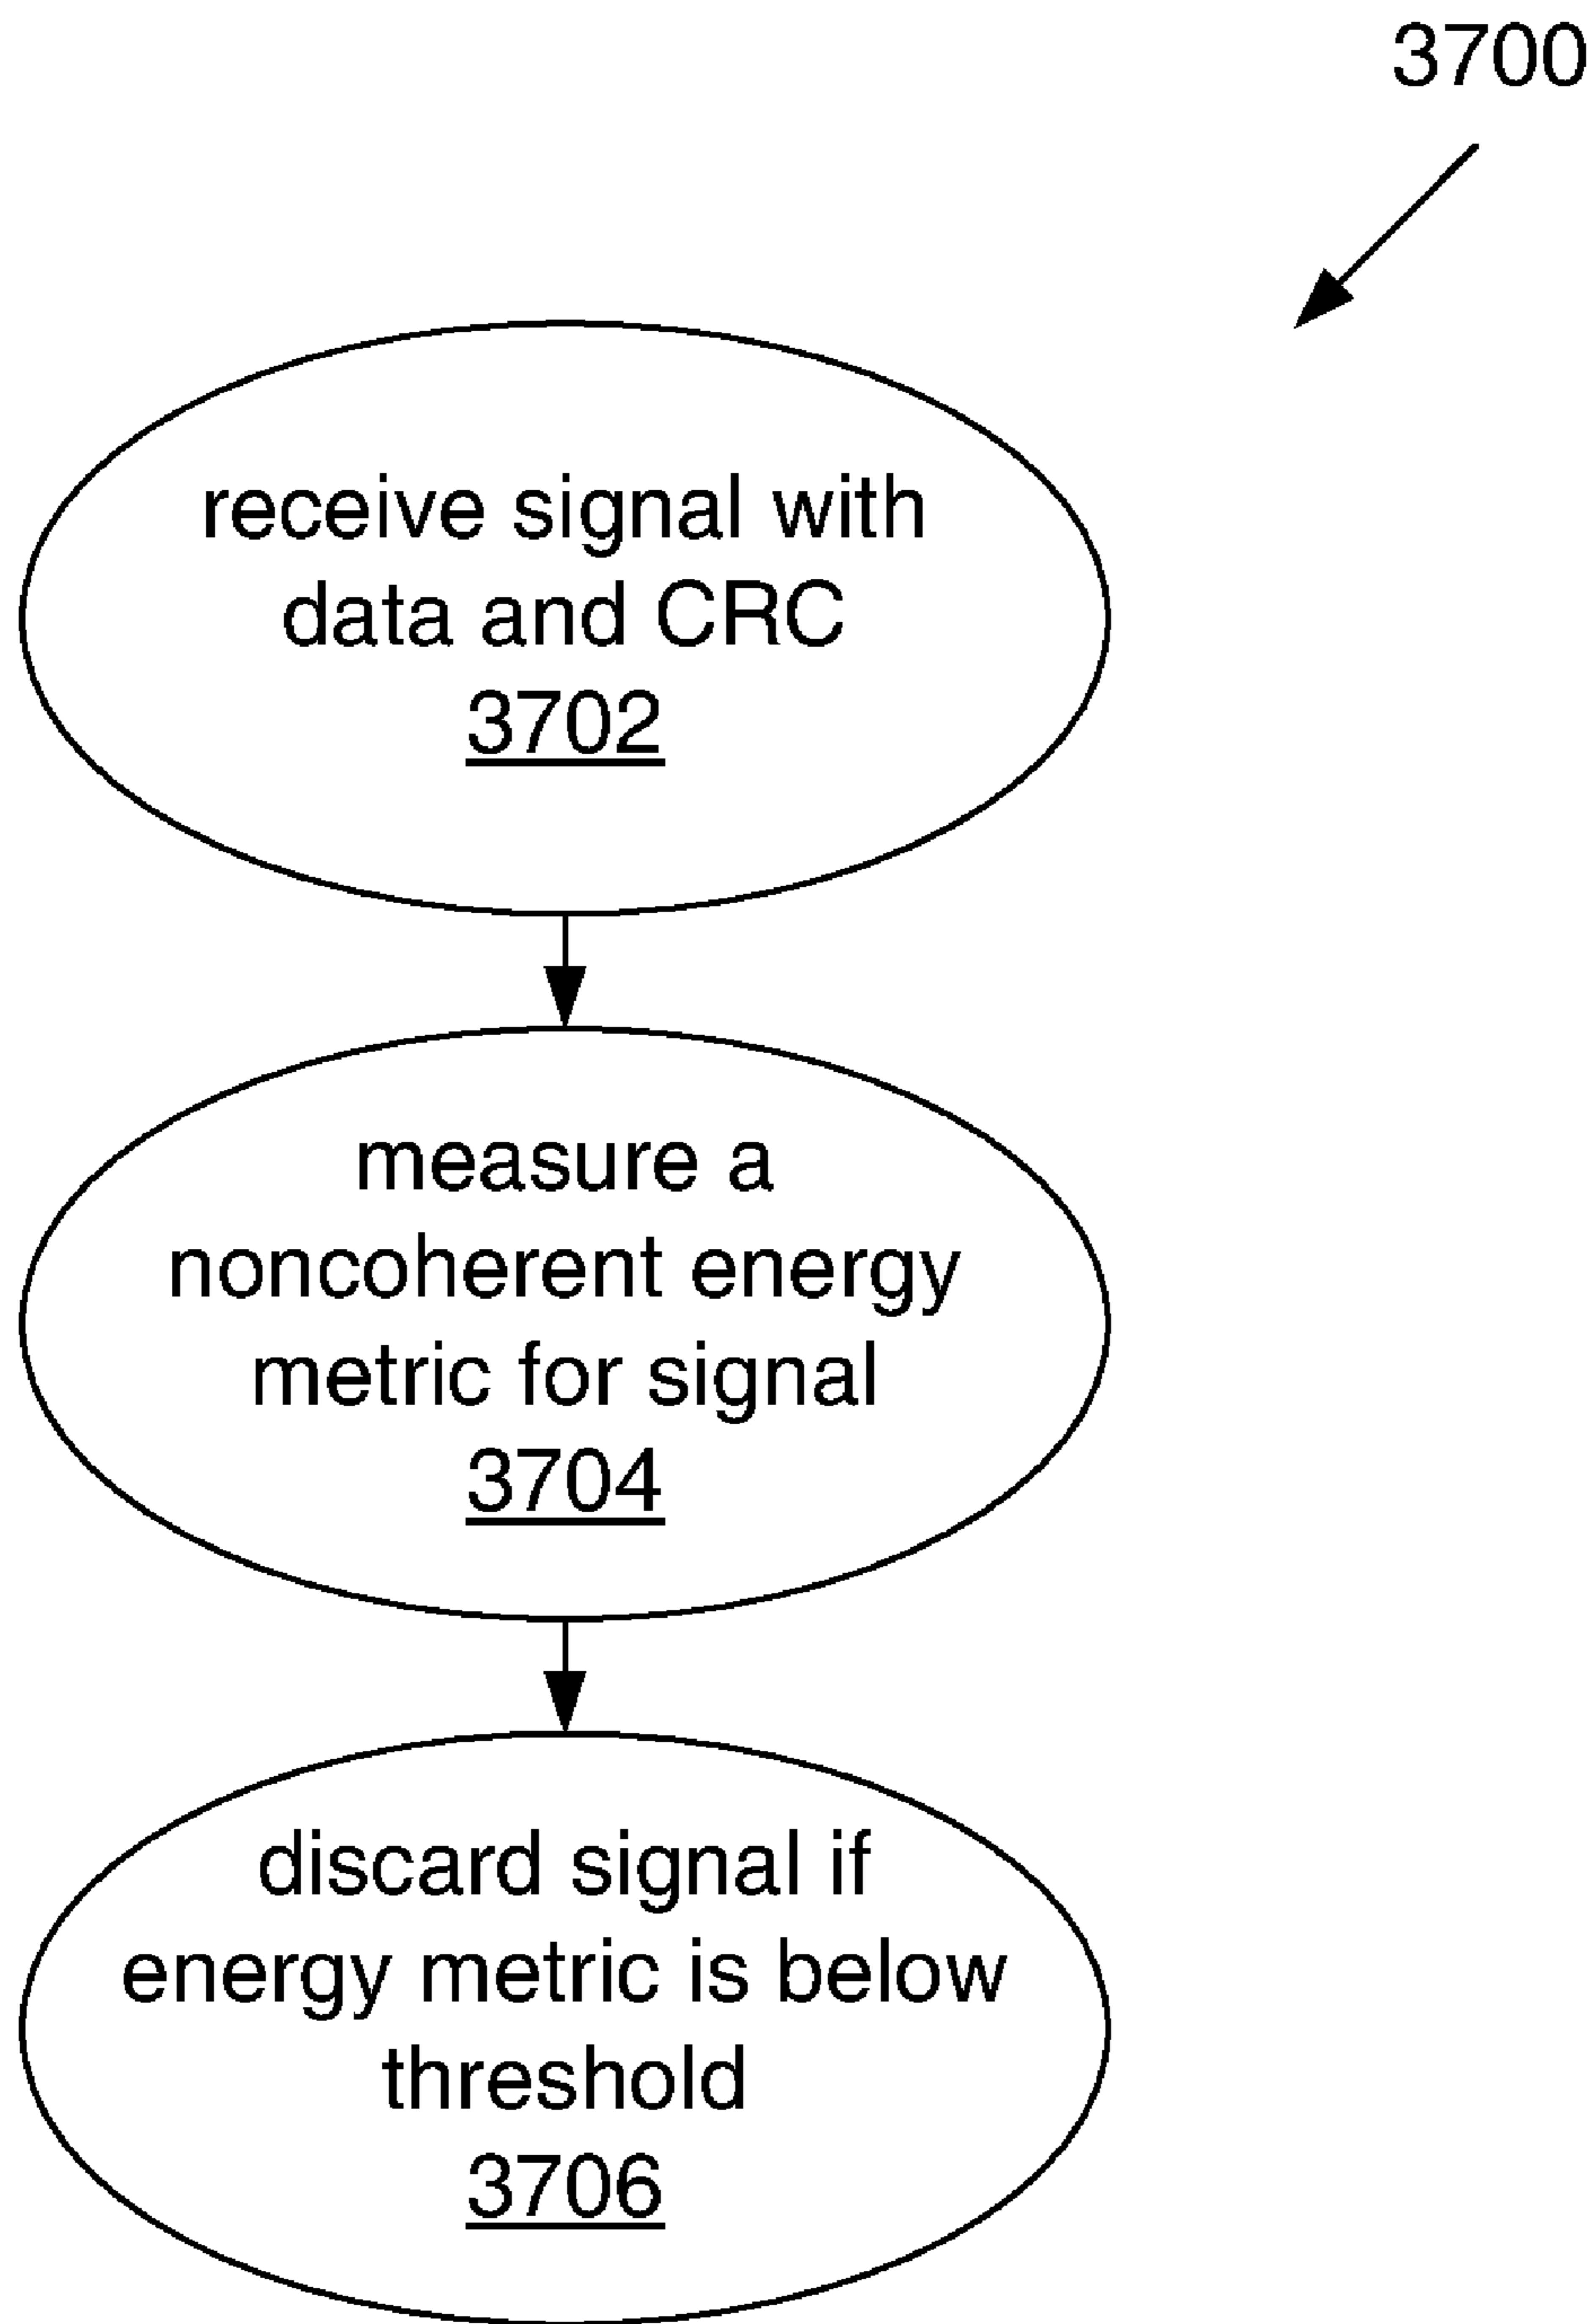 3700
receive signal with
data and CRC
3702
measure a
noncoherent energy
metric for signal
3704
discard signal if
energy metric is below
threshold
3706